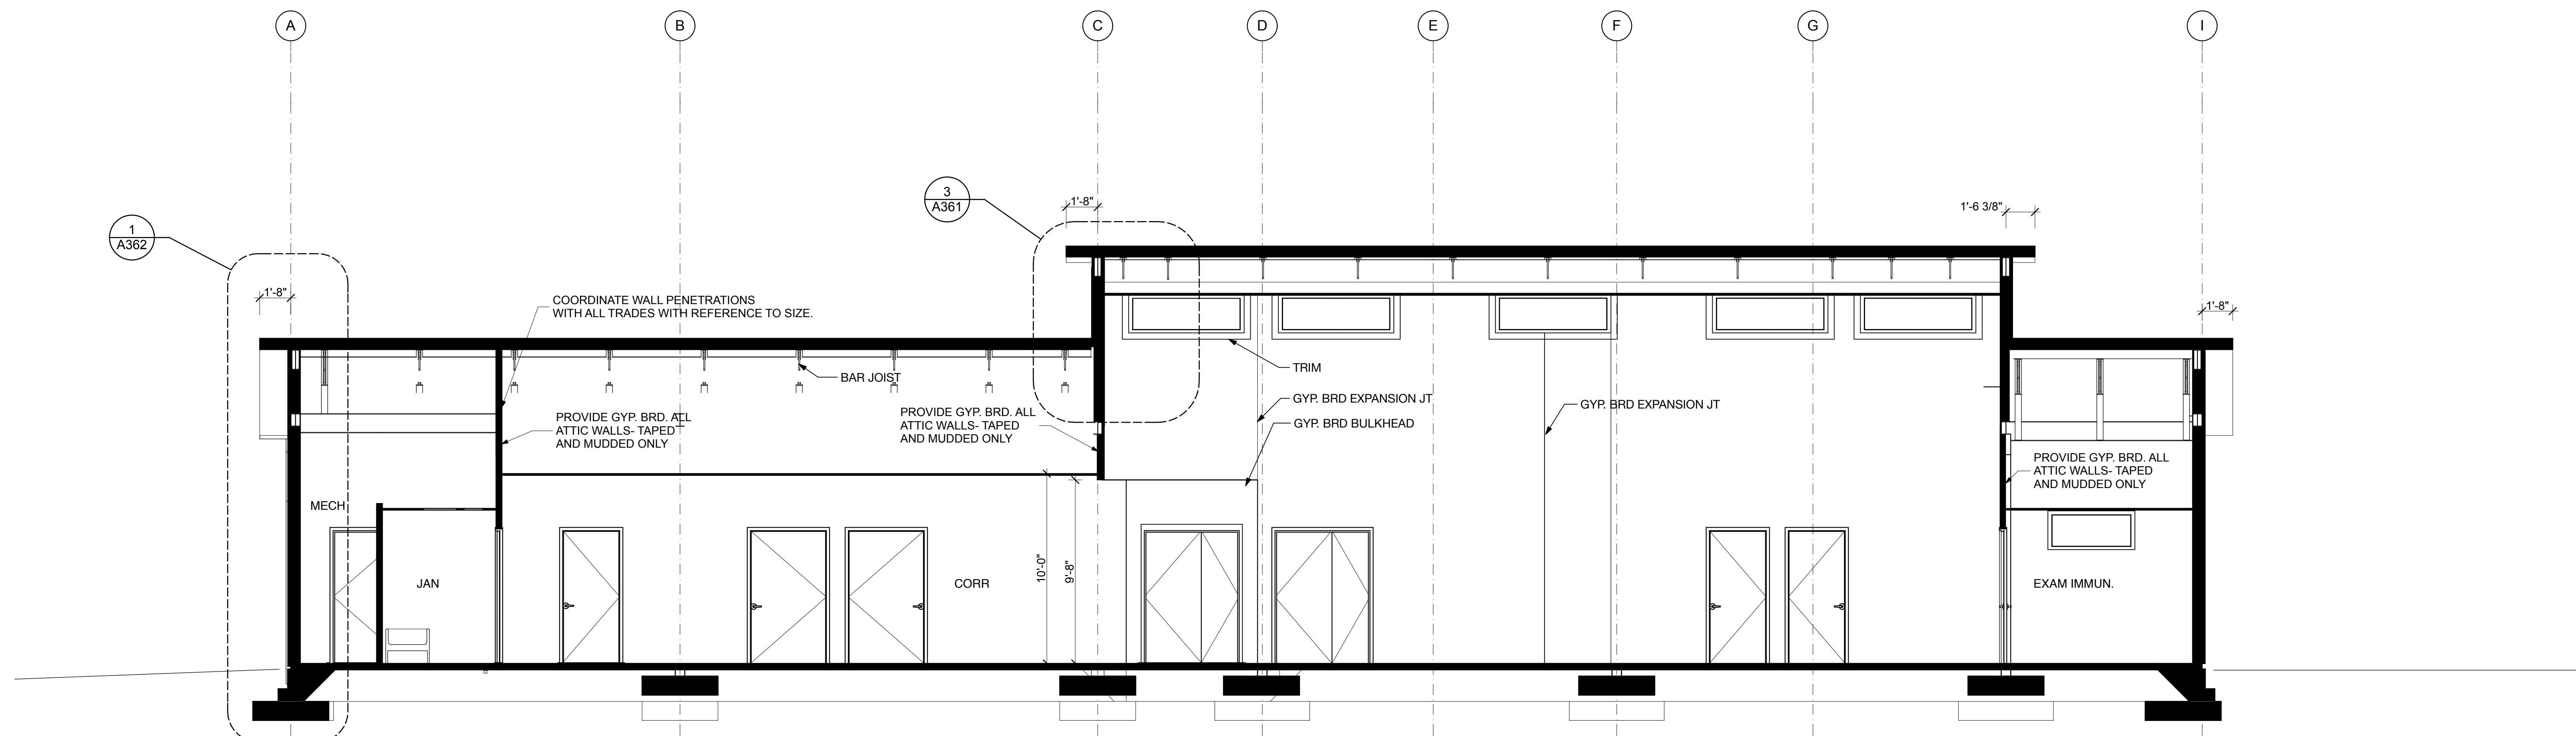 A
B
C
D
E
F
G
I
3
A361
1'-8"
1'-6 3/8"
1
A362
1'-8"
COORDINATE WALL PENETRATIONS
WITH ALL TRADES WITH REFERENCE TO SIZE.
1'-8"
TRIM
BAR JOIST
GYP. BRD EXPANSION JT
GYP. BRD EXPANSION JT
PROVIDE GYP. BRD. ALL
ATTIC WALLS- TAPED
AND MUDDED ONLY
PROVIDE GYP. BRD. ALL
ATTIC WALLS- TAPED
AND MUDDED ONLY
GYP. BRD BULKHEAD
PROVIDE GYP. BRD. ALL
ATTIC WALLS- TAPED
AND MUDDED ONLY
MECH
JAN
CORR
10'-0"
9'-8"
EXAM IMMUN.